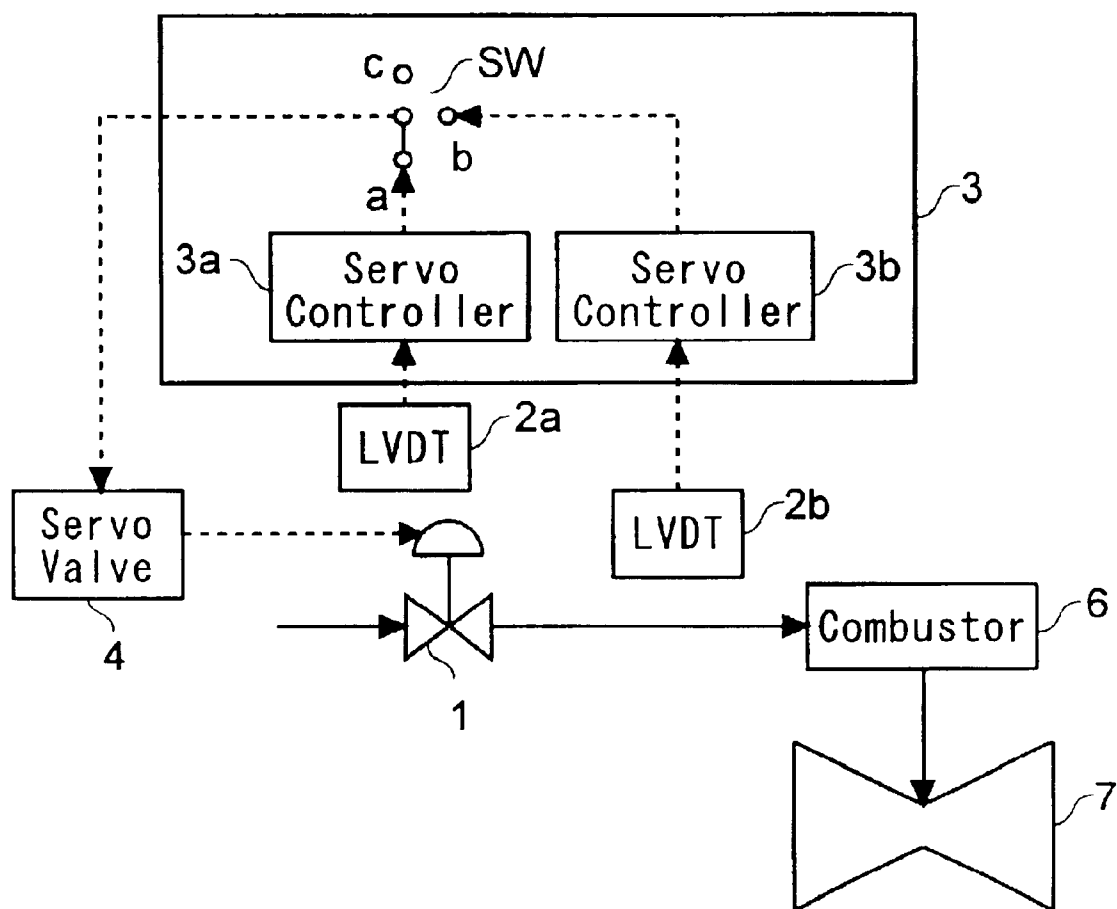 c
SW
b
a
3
3a
Servo
Controller
Servo
Controller
3b
LVDT
2a
LVDT
2b
Servo
Valve
4
1
Combustor
6
7